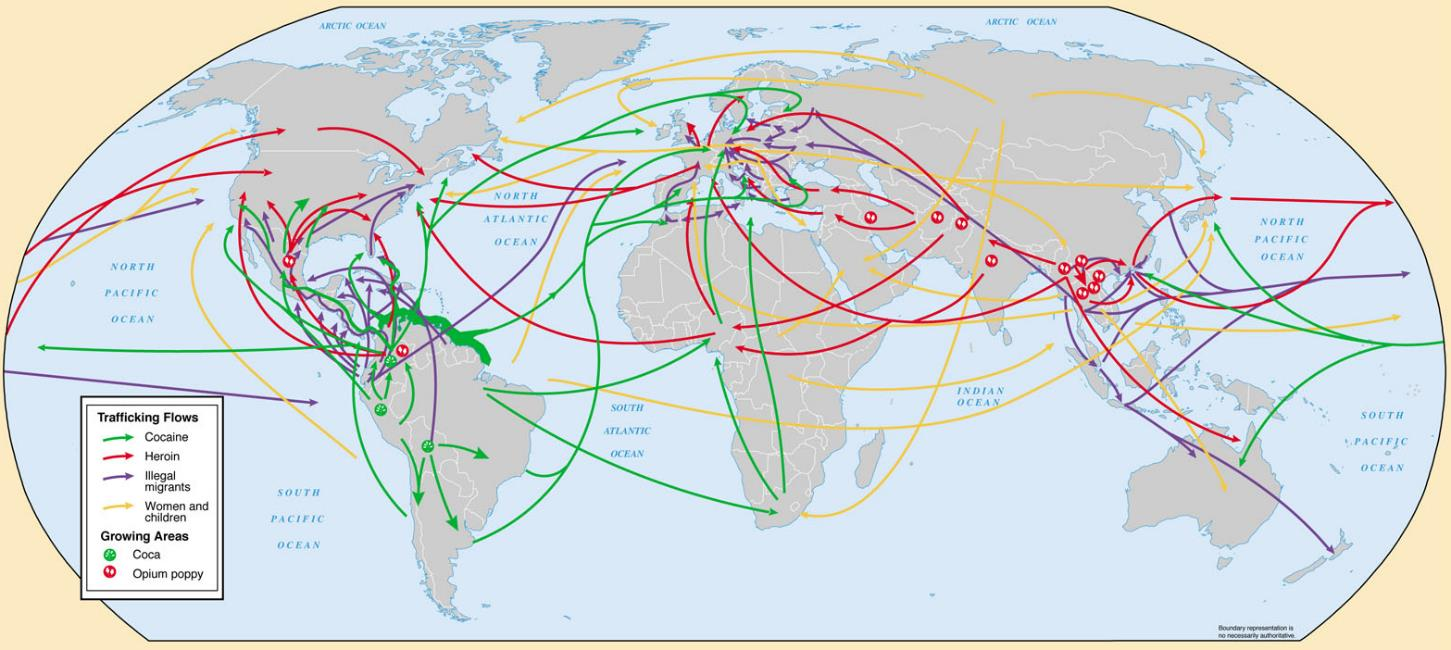 ARCTIC OCEAN
ARCTIC OCEAN
NORTH
PACIFIC
OCEAN
NORTH
ATLANTIC
OCEAN
NORTH
PACIFIC
OCEAN
INDIAN
OCEAN
SOUTH
ATLANTIC
OCEAN
SOUTH
PACIFIC
OCEAN
SOUTH
PACIFIC
OCEAN
Trafficking Flows
Cocaine
Heroin
Illegal
migrants
Women and
children
Growing Areas
Coca
Opium poppy
Boundary representation is
no necessarily authoritative.